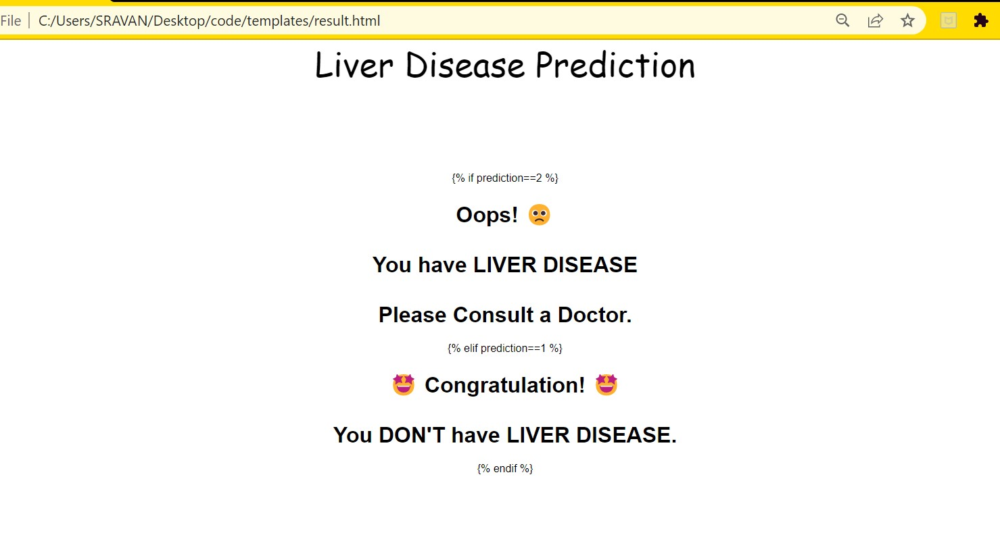 File | C:/Users/SRAVAN/Desktop/code/templates/result.html
Liver Disease Prediction
{% if prediction==2 %}
Oops! 🙁
You have LIVER DISEASE
Please Consult a Doctor.
{% elif prediction==1 %}
🤩 Congratulation! 🤩
You DON'T have LIVER DISEASE.
{% endif %}